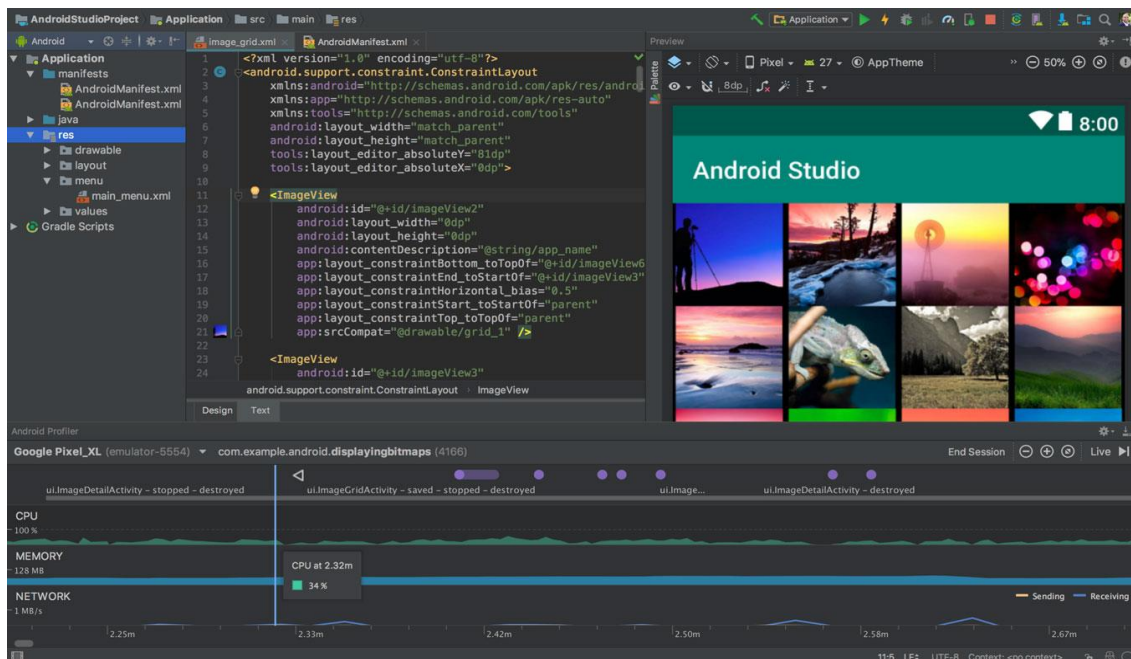 AndroidStudioProject Application src main res Application
Android image_grid.xml AndroidManifest.xml Preview
Application
manifests
AndroidManifest.xml
AndroidManifest.xml
java
res
drawable
layout
menu
main_menu.xml
values
Gradle Scripts
1 <?xml version="1.0" encoding="utf-8"?>
2 <android.support.constraint.ConstraintLayout
3 xmlns:android="http://schemas.android.com/apk/res/androi
4 xmlns:app="http://schemas.android.com/apk/res-auto"
5 xmlns:tools="http://schemas.android.com/tools"
6 android:layout_width="match_parent"
7 android:layout_height="match_parent"
8 tools:layout_editor_absoluteY="81dp"
9 tools:layout_editor_absoluteX="0dp">
10
11 <ImageView
12 android:id="@+id/imageView2"
13 android:layout_width="0dp"
14 android:layout_height="0dp"
15 android:contentDescription="@string/app_name"
16 app:layout_constraintBottom_toTopOf="@+id/imageView6
17 app:layout_constraintEnd_toStartOf="@+id/imageView3"
18 app:layout_constraintHorizontal_bias="0.5"
19 app:layout_constraintStart_toStartOf="parent"
20 app:layout_constraintTop_toTopOf="parent"
21 app:srcCompat="@drawable/grid_1" />
22
23 <ImageView
24 android:id="@+id/imageView3"
android.support.constraint.ConstraintLayout › ImageView
Design Text
Palette
Pixel 27 AppTheme 50%
8dp
8:00
Android Studio
Android Profiler
Google Pixel_XL (emulator-5554) com.example.android.displayingbitmaps (4166) End Session Live
ui.ImageDetailActivity – stopped – destroyed ui.ImageGridActivity – saved – stopped – destroyed ui.Image... ui.ImageDetailActivity – destroyed
CPU
100 %
MEMORY
128 MB
CPU at 2.32m
34 %
NETWORK
1 MB/s
Sending Receiving
2.25m 2.33m 2.42m 2.50m 2.58m 2.67m
11:5 LF÷ UTF-8 Context: <no context>